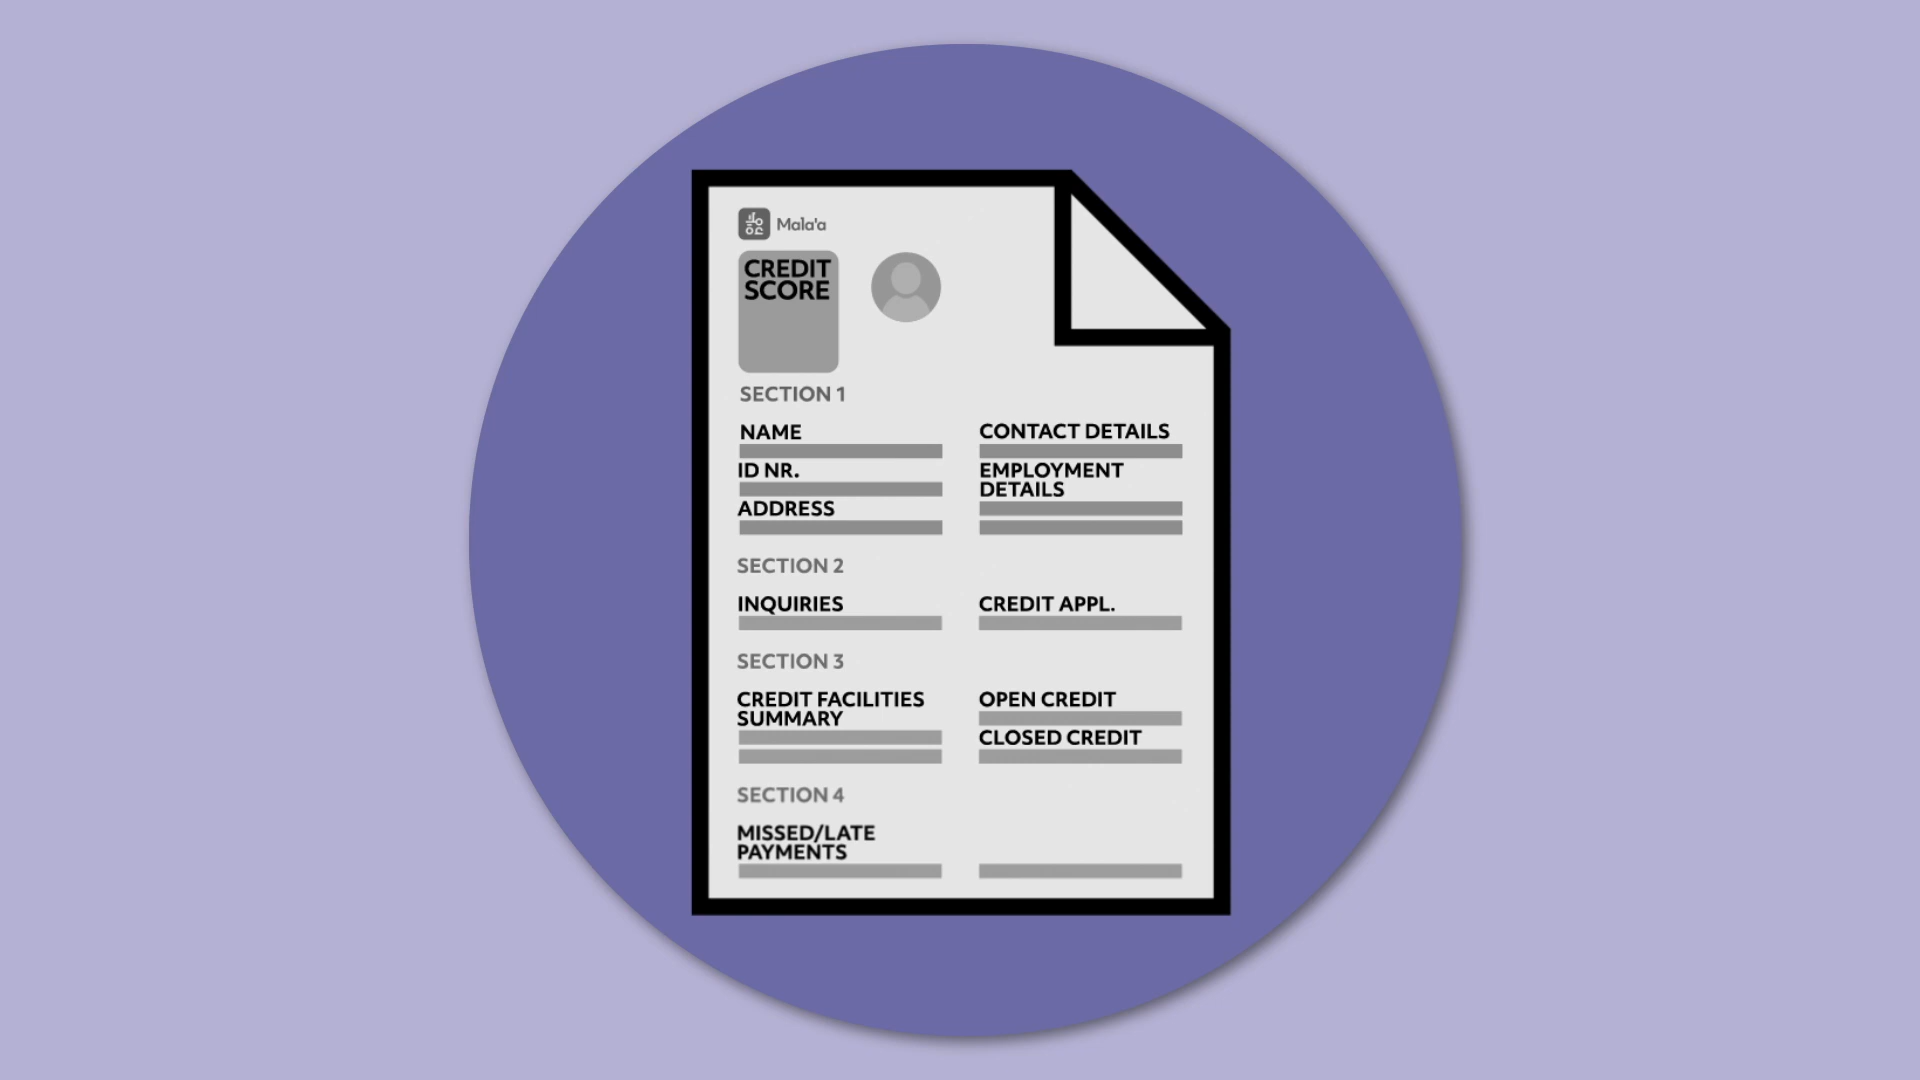 Mala'a
CREDIT
SCORE
SECTION 1
NAME
CONTACT DETAILS
ID NR.
EMPLOYMENT
DETAILS
ADDRESS
SECTION 2
INQUIRIES
CREDIT APPL.
SECTION 3
CREDIT FACILITIES
SUMMARY
OPEN CREDIT
CLOSED CREDIT
SECTION 4
MISSED/LATE
PAYMENTS